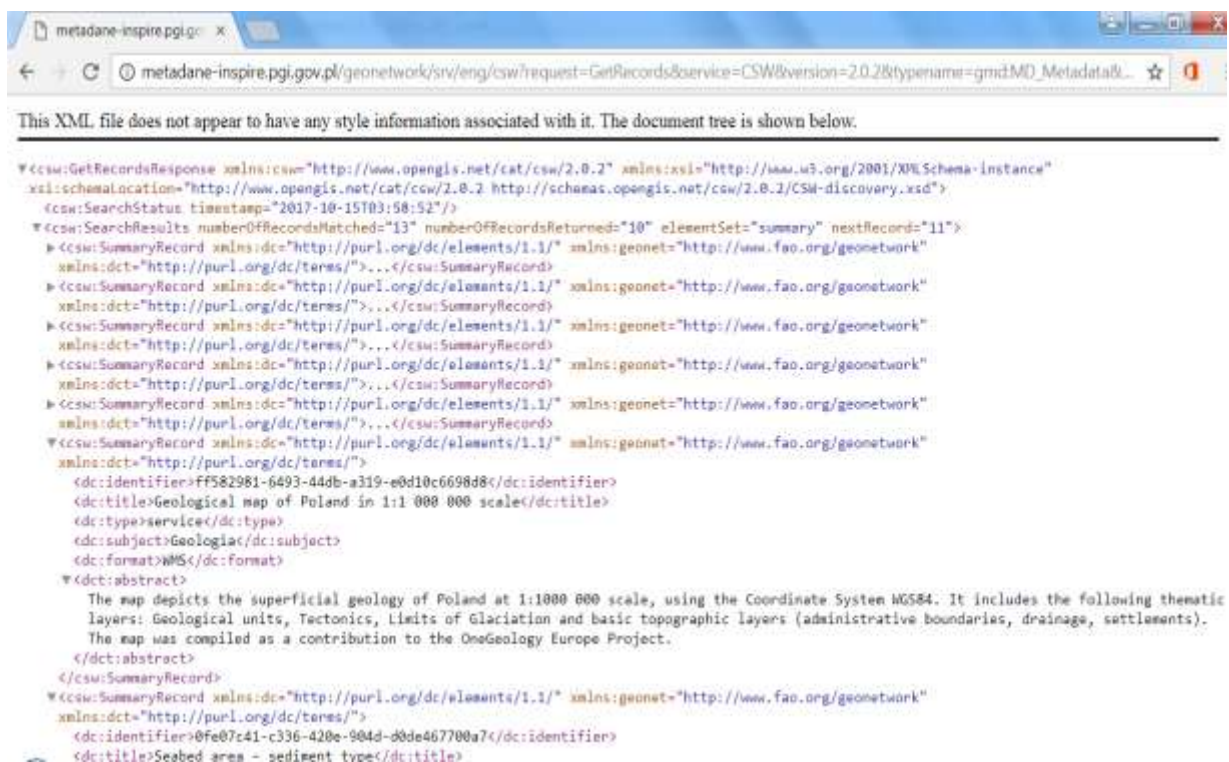 metadane-inspire.pgi.go
metadane-inspire.pgi.gov.pl/geonetwork/srv/eng/csw?request=GetRecords&service=CSW&version=2.0.2&typename=gmd:MD_Metadata&...
This XML file does not appear to have any style information associated with it. The document tree is shown below.
▼<csw:GetRecordsResponse xmlns:csw="http://www.opengis.net/cat/csw/2.0.2" xmlns:xsi="http://www.w3.org/2001/XMLSchema-instance"
xsi:schemaLocation="http://www.opengis.net/cat/csw/2.0.2 http://schemas.opengis.net/csw/2.0.2/CSW-discovery.xsd">
<csw:SearchStatus timestamp="2017-10-15T03:58:52"/>
▼<csw:SearchResults numberOfRecordsMatched="13" numberOfRecordsReturned="10" elementSet="summary" nextRecord="11">
▶<csw:SummaryRecord xmlns:dc="http://purl.org/dc/elements/1.1/" xmlns:geonet="http://www.fao.org/geonetwork"
xmlns:dct="http://purl.org/dc/terms/">...</csw:SummaryRecord>
▶<csw:SummaryRecord xmlns:dc="http://purl.org/dc/elements/1.1/" xmlns:geonet="http://www.fao.org/geonetwork"
xmlns:dct="http://purl.org/dc/terms/">...</csw:SummaryRecord>
▶<csw:SummaryRecord xmlns:dc="http://purl.org/dc/elements/1.1/" xmlns:geonet="http://www.fao.org/geonetwork"
xmlns:dct="http://purl.org/dc/terms/">...</csw:SummaryRecord>
▶<csw:SummaryRecord xmlns:dc="http://purl.org/dc/elements/1.1/" xmlns:geonet="http://www.fao.org/geonetwork"
xmlns:dct="http://purl.org/dc/terms/">...</csw:SummaryRecord>
▶<csw:SummaryRecord xmlns:dc="http://purl.org/dc/elements/1.1/" xmlns:geonet="http://www.fao.org/geonetwork"
xmlns:dct="http://purl.org/dc/terms/">...</csw:SummaryRecord>
▼<csw:SummaryRecord xmlns:dc="http://purl.org/dc/elements/1.1/" xmlns:geonet="http://www.fao.org/geonetwork"
xmlns:dct="http://purl.org/dc/terms/">
<dc:identifier>ff582981-6493-44db-a319-e0d10c6698d8</dc:identifier>
<dc:title>Geological map of Poland in 1:1 000 000 scale</dc:title>
<dc:type>service</dc:type>
<dc:subject>Geologia</dc:subject>
<dc:format>WMS</dc:format>
▼<dct:abstract>
The map depicts the superficial geology of Poland at 1:1000 000 scale, using the Coordinate System WGS84. It includes the following thematic
layers: Geological units, Tectonics, Limits of Glaciation and basic topographic layers (administrative boundaries, drainage, settlements).
The map was compiled as a contribution to the OneGeology Europe Project.
</dct:abstract>
</csw:SummaryRecord>
▼<csw:SummaryRecord xmlns:dc="http://purl.org/dc/elements/1.1/" xmlns:geonet="http://www.fao.org/geonetwork"
xmlns:dct="http://purl.org/dc/terms/">
<dc:identifier>0fe07c41-c336-420e-904d-d0de467700a7</dc:identifier>
<dc:title>Seabed area - sediment type</dc:title>